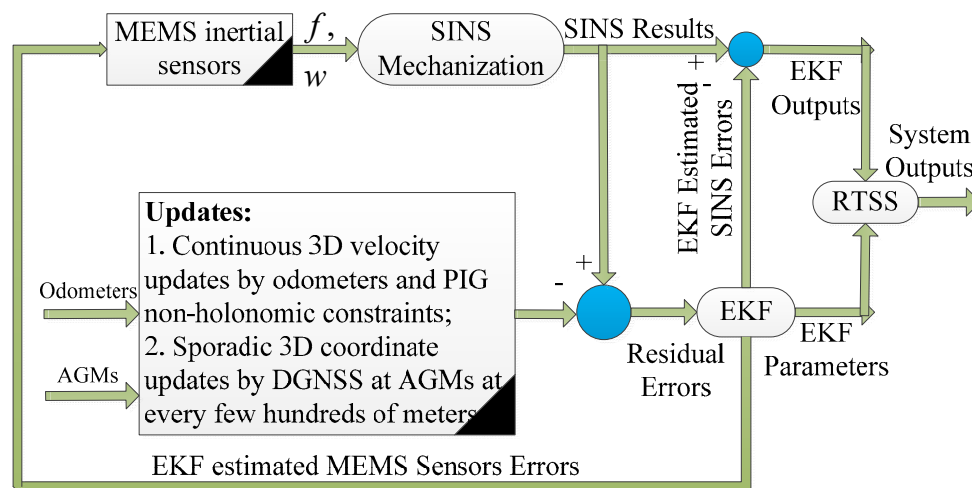 MEMS inertial
sensors
f,
w
SINS
Mechanization
SINS Results
+
-
EKF
Outputs
EKF Estimated
SINS Errors
System
Outputs
RTSS
Updates:
1. Continuous 3D velocity
updates by odometers and PIG
non-holonomic constraints;
2. Sporadic 3D coordinate
updates by DGNSS at AGMs at
every few hundreds of meters
Odometers
AGMs
+
-
Residual
Errors
EKF
EKF
Parameters
EKF estimated MEMS Sensors Errors